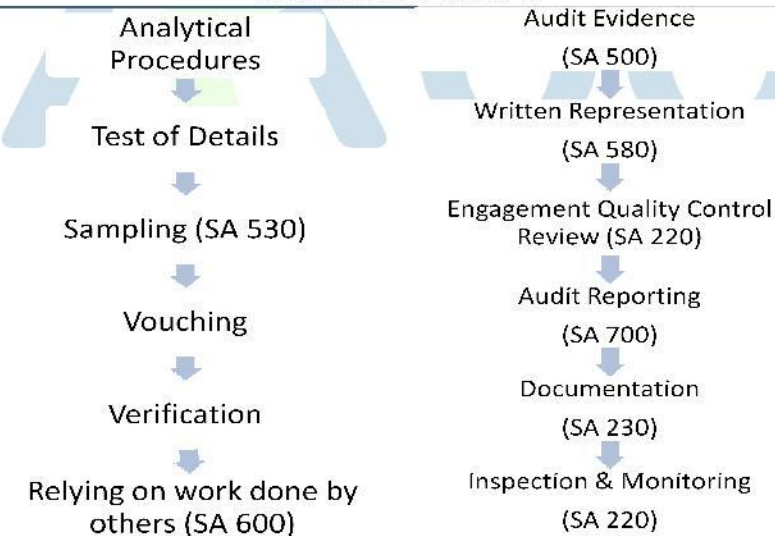 Analytical
Procedures
Test of Details
Sampling (SA 530)
Vouching
Verification
Relying on work done by
others (SA 600)
Audit Evidence
(SA 500)
Written Representation
(SA 580)
Engagement Quality Control
Review (SA 220)
Audit Reporting
(SA 700)
Documentation
(SA 230)
Inspection & Monitoring
(SA 220)